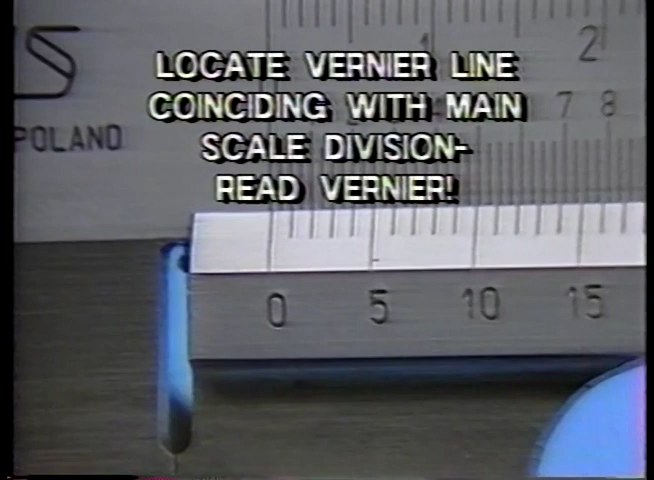 S
1 2
LOCATE VERNIER LINE
COINCIDING WITH MAIN
7 8
POLAND
SCALE DIVISION-
READ VERNIER!
0 5 10 15